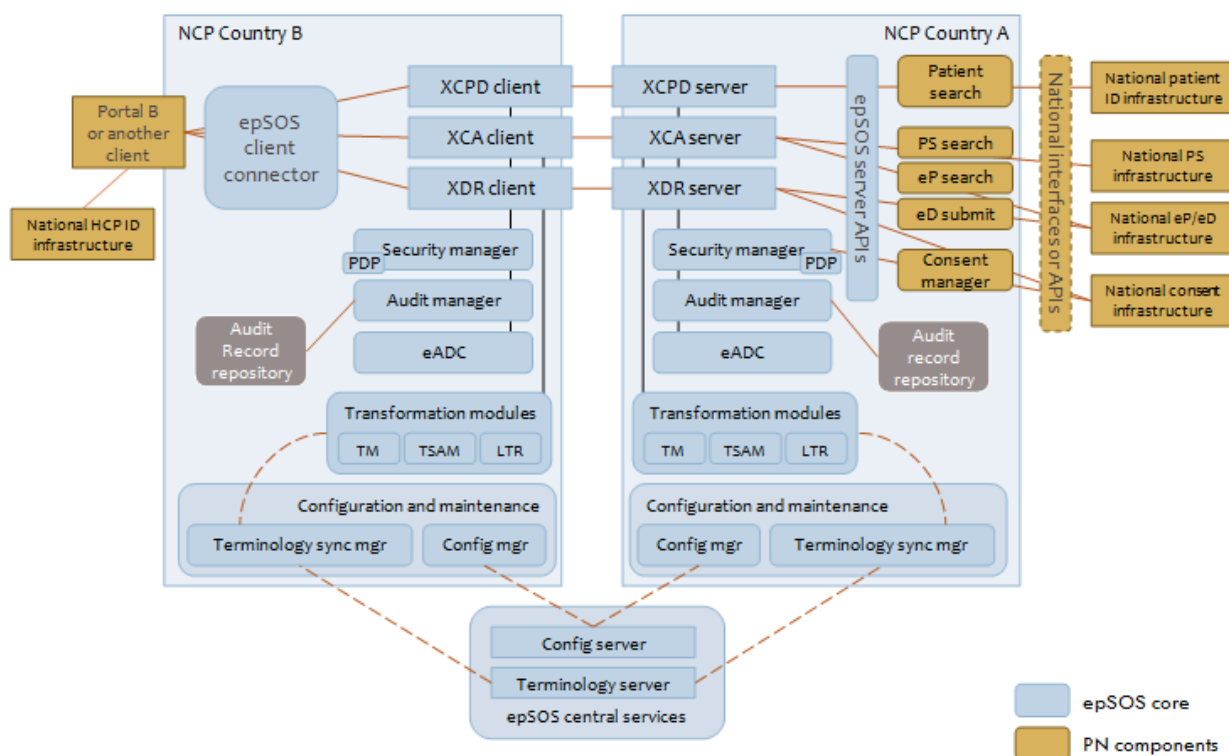 NCP Country B
NCP Country A
XCPD client
XCPD server
Patient
search
National patient
ID infrastructure
Portal B
or another
client
epSOS
client
connector
XCA client
XCA server
epSOS server APIs
PS search
National interfaces or APIs
National PS
infrastructure
XDR client
XDR server
eP search
eD submit
National eP/eD
infrastructure
National HCP ID
infrastructure
Security manager
PDP
Security manager
PDP
Consent
manager
National consent
infrastructure
Audit manager
Audit manager
Audit
Record
repository
Audit
record
repository
eADC
eADC
Transformation modules
TM
TSAM
LTR
Transformation modules
TM
TSAM
LTR
Configuration and maintenance
Terminology sync mgr
Config mgr
Configuration and maintenance
Config mgr
Terminology sync mgr
Config server
Terminology server
epSOS central services
epSOS core
PN components